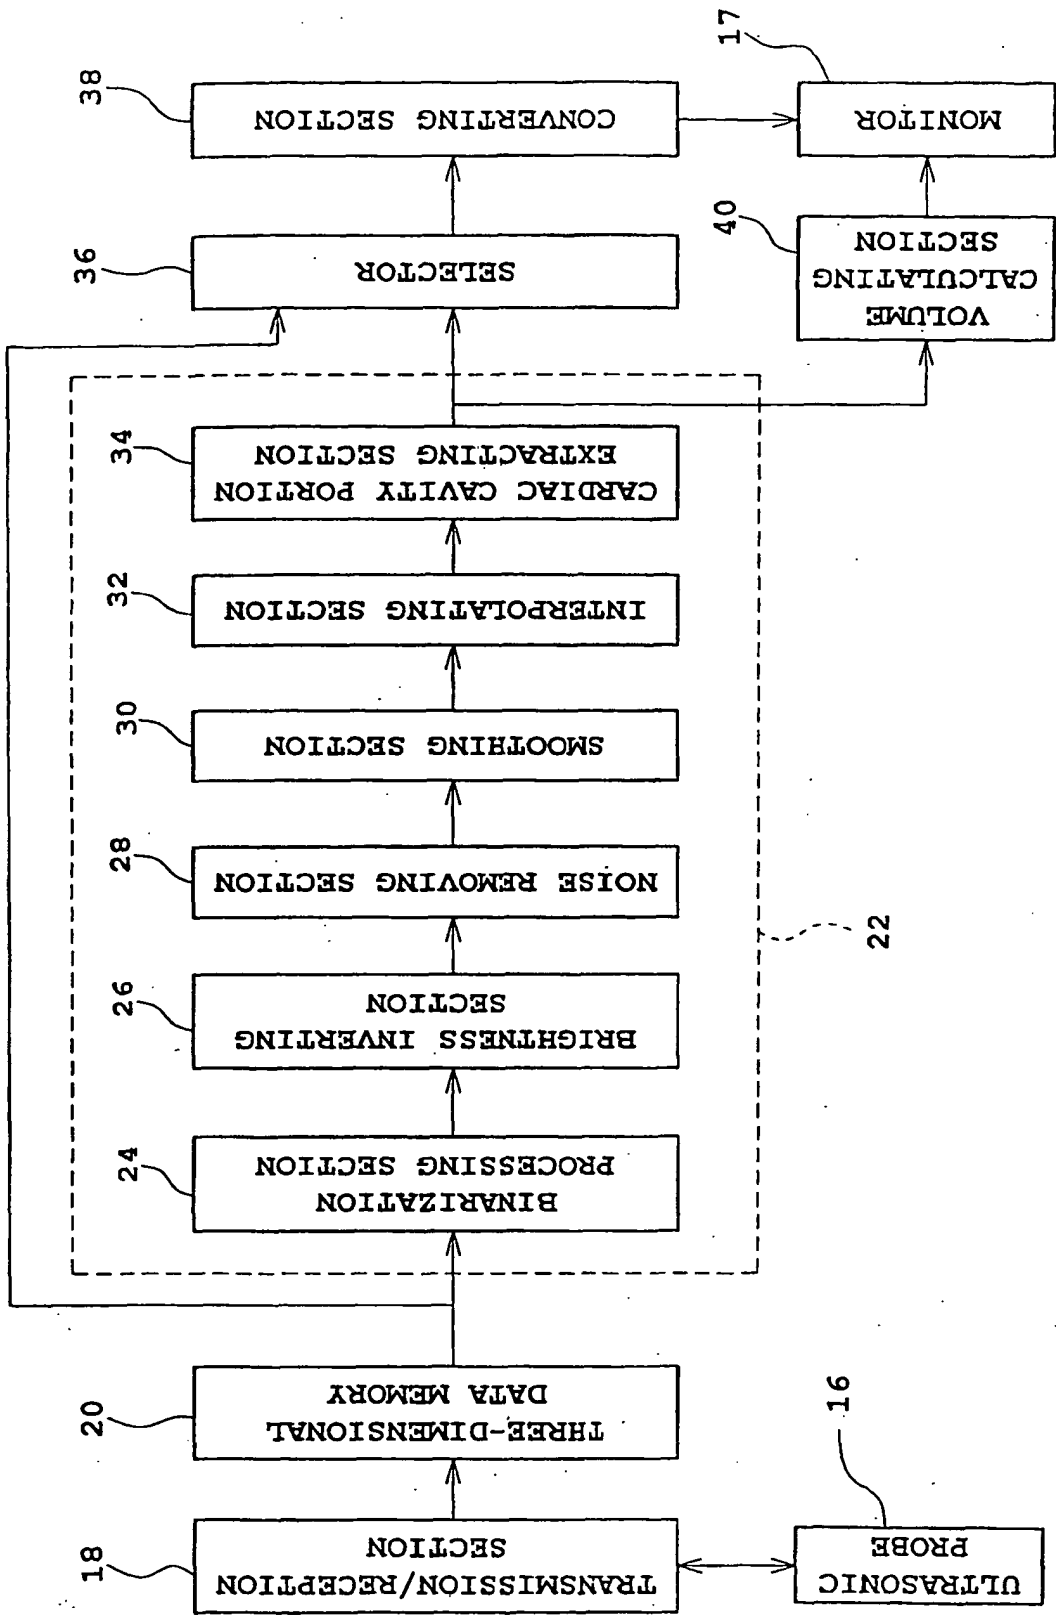 ULTRASONIC
PROBE
16
TRANSMISSION/RECEPTION
SECTION
18
THREE-DIMENSIONAL
DATA MEMORY
20
BINARIZATION
PROCESSING SECTION
24
BRIGHTNESS INVERTING
SECTION
26
NOISE REMOVING SECTION
28
SMOOTHING SECTION
30
INTERPOLATING SECTION
32
CARDIAC CAVITY PORTION
EXTRACTING SECTION
34
22
SELECTOR
36
CONVERTING SECTION
38
VOLUME
CALCULATING
SECTION
40
MONITOR
17